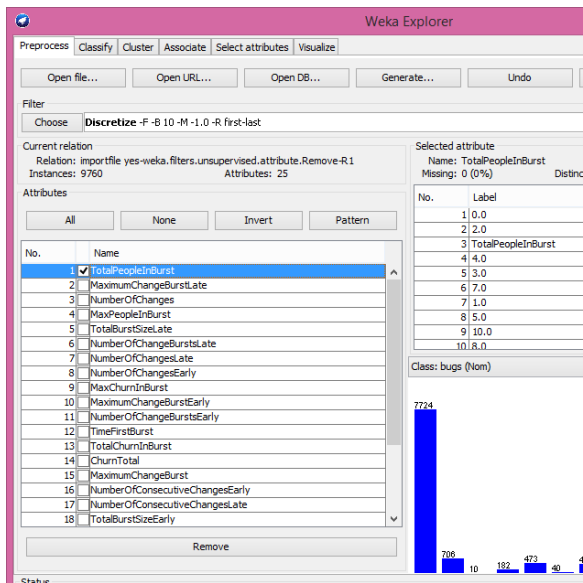 Weka Explorer
Preprocess Classify Cluster Associate Select attributes Visualize
Open file... Open URL... Open DB... Generate... Undo
Filter
Choose Discretize -F -B 10 -M -1.0 -R first-last
Current relation
Relation: importfile yes-weka.filters.unsupervised.attribute.Remove-R1
Instances: 9760 Attributes: 25
Attributes
All None Invert Pattern
No. Name
1 TotalPeopleInBurst
2 MaximumChangeBurstLate
3 NumberOfChanges
4 MaxPeopleInBurst
5 TotalBurstSizeLate
6 NumberOfChangeBurstsLate
7 NumberOfChangesLate
8 NumberOfChangesEarly
9 MaxChurnInBurst
10 MaximumChangeBurstEarly
11 NumberOfChangeBurstsEarly
12 TimeFirstBurst
13 TotalChurnInBurst
14 ChurnTotal
15 MaximumChangeBurst
16 NumberOfConsecutiveChangesEarly
17 NumberOfConsecutiveChangesLate
18 TotalBurstSizeEarly
Remove
Selected attribute
Name: TotalPeopleInBurst
Missing: 0 (0%) Distinc
No. Label
1 0.0
2 2.0
3 TotalPeopleInBurst
4 4.0
5 3.0
6 7.0
7 1.0
8 5.0
9 10.0
10 8.0
Class: bugs (Nom)
7724
706
10
182
473
40
Status